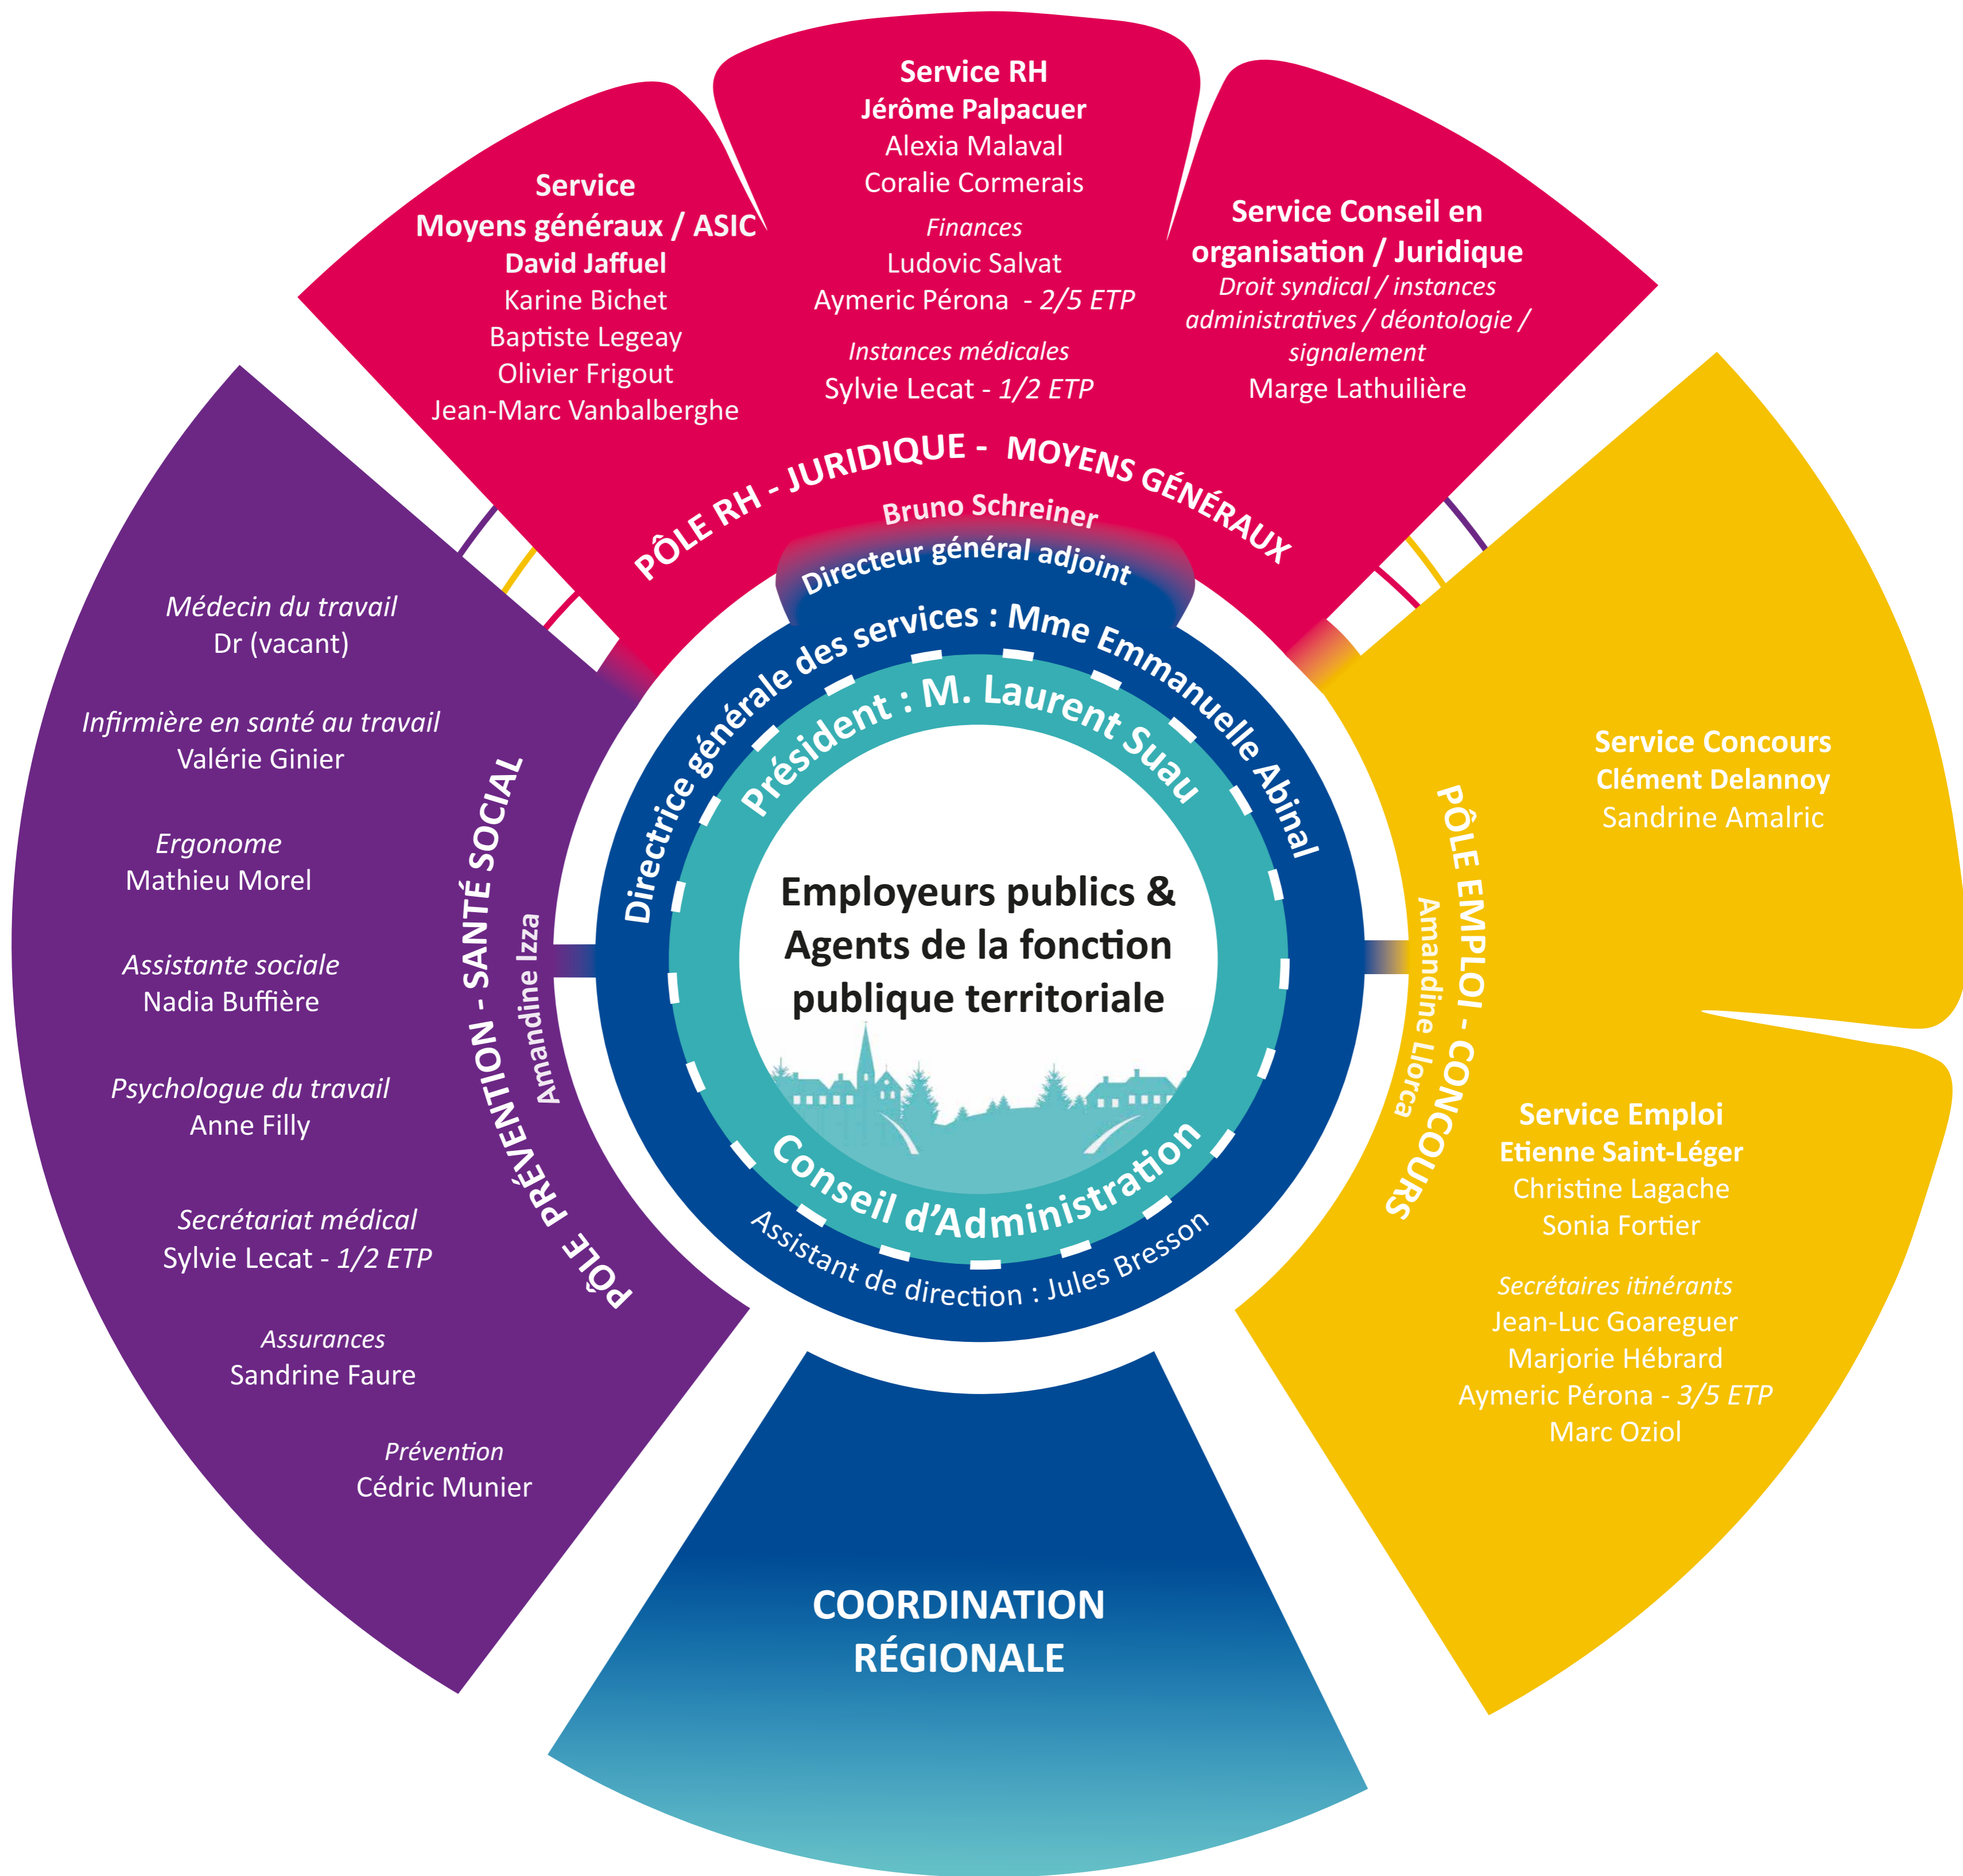 Service RH
Jérôme Palpacuer
Alexia Malaval
Coralie Cormerais
Finances
Ludovic Salvat
Aymeric Pérona - 2/5 ETP
Instances médicales
Sylvie Lecat - 1/2 ETP
Service
Moyens généraux / ASIC
David Jaffuel
Karine Bichet
Baptiste Legeay
Olivier Frigout
Jean-Marc Vanbalberghe
Service Conseil en
organisation / Juridique
Droit syndical / instances
administratives / déontologie /
signalement
Marge Lathuilière
PÔLE RH - JURIDIQUE - MOYENS GÉNÉRAUX
Bruno Schreiner
Directeur général adjoint
Directrice générale des services : Mme Emmanuelle Abinal
Président : M. Laurent Suau
Employeurs publics &
Agents de la fonction
publique territoriale
Conseil d'Administration
Assistant de direction : Jules Bresson
PÔLE PRÉVENTION - SANTÉ SOCIAL
Amandine Izza
Médecin du travail
Dr (vacant)
Infirmière en santé au travail
Valérie Ginier
Ergonome
Mathieu Morel
Assistante sociale
Nadia Buffière
Psychologue du travail
Anne Filly
Secrétariat médical
Sylvie Lecat - 1/2 ETP
Assurances
Sandrine Faure
Prévention
Cédric Munier
PÔLE EMPLOI - CONCOURS
Amandine Llorca
Service Concours
Clément Delannoy
Sandrine Amalric
Service Emploi
Etienne Saint-Léger
Christine Lagache
Sonia Fortier
Secrétaires itinérants
Jean-Luc Goareguer
Marjorie Hébrard
Aymeric Pérona - 3/5 ETP
Marc Oziol
COORDINATION
RÉGIONALE